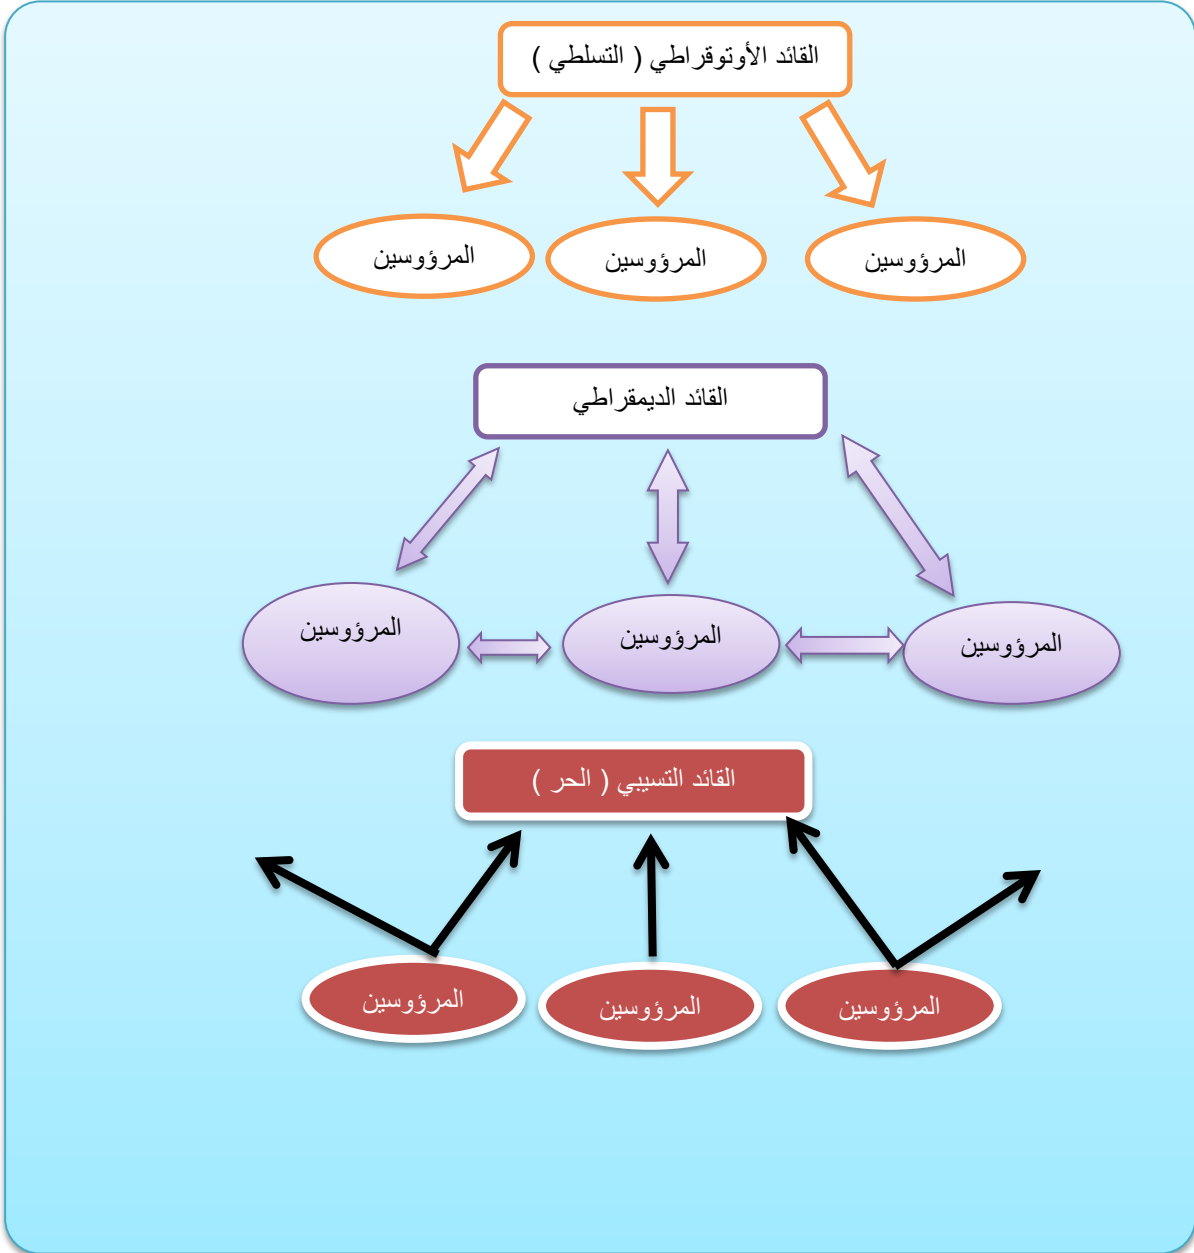 القائد الأوتوقراطي ( التسلطي )
المرؤوسين
المرؤوسين
المرؤوسين
القائد الديمقراطي
المرؤوسين
المرؤوسين
المرؤوسين
القائد التسيبي ( الحر )
المرؤوسين
المرؤوسين
المرؤوسين